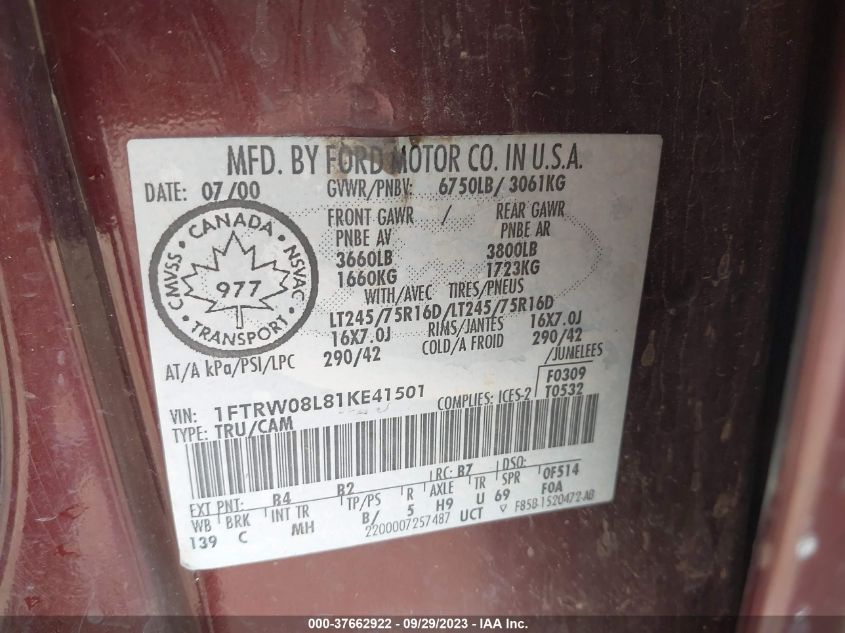 MFD. BY FORD MOTOR CO. IN U.S.A.
DATE: 07/00
GVWR/PNBV: 6750LB/ 3061KG
FRONT GAWR / REAR GAWR
PNBE AV PNBE AR
3660LB 3800LB
1660KG 1723KG
WITH/AVEC TIRES/PNEUS
LT245/75R16D/LT245/75R16D
16X7.0J RIMS/JANTES 16X7.0J
AT/A kPa/PSI/LPC 290/42 COLD/A FROID 290/42
/JUMELEES
CMVSS • CANADA • NSVAC • TRANSPORT •
977
VIN: 1FTRW08L81KE41501
COMPLIES: ICES-2
F0309
T0532
TYPE: TRU/CAM
EXT PNT: B4 B2 RC: B7 DSO: 0F514
WB BRK INT TR TP/PS R AXLE TR SPR F0A
139 C MH B/ 5 H9 U 69
2200007257487 UCT F85B-1520472-AB
000-37662922 - 09/29/2023 - IAA Inc.